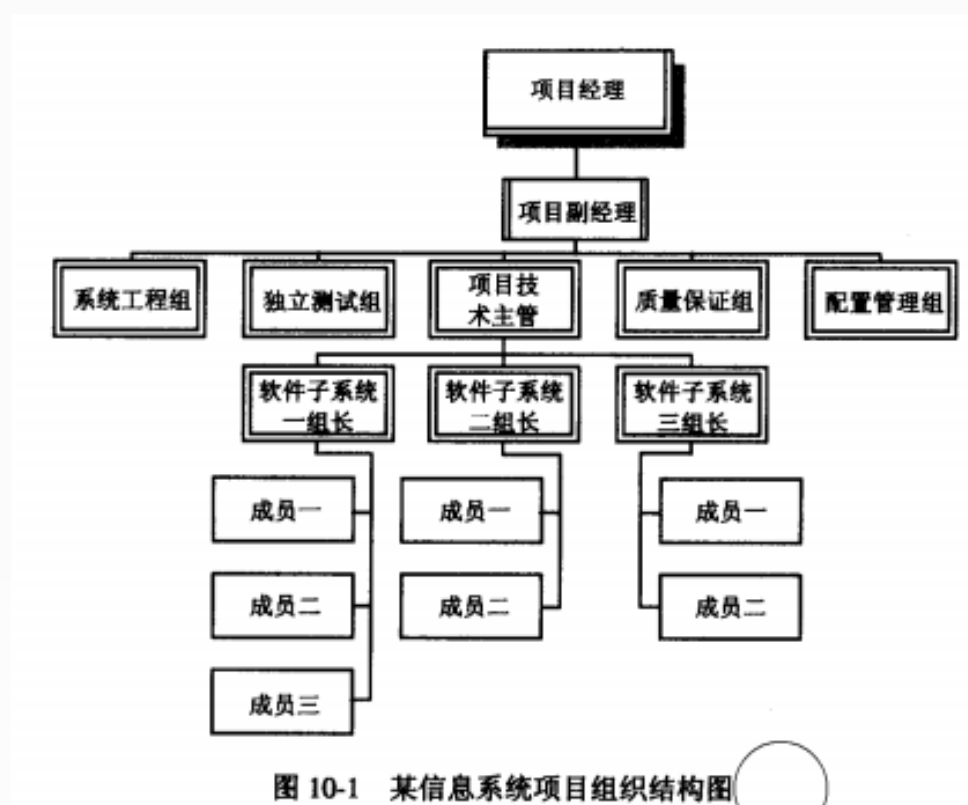 项目经理
项目副经理
系统工程组
独立测试组
项目技
术主管
质量保证组
配置管理组
软件子系统
一组长
软件子系统
二组长
软件子系统
三组长
成员一
成员一
成员一
成员二
成员二
成员二
成员三
图 10-1 某信息系统项目组织结构图